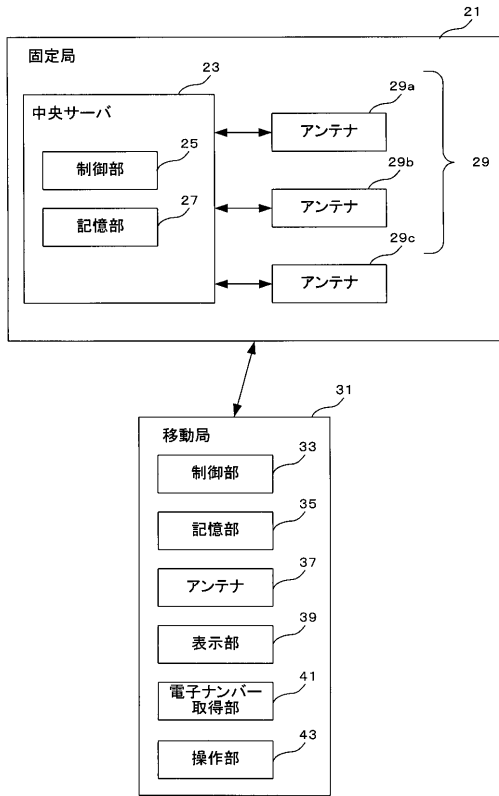 21
固定局
23
中央サーバ
25
制御部
27
記憶部
29a
アンテナ
29b
アンテナ
29c
アンテナ
29
31
移動局
33
制御部
35
記憶部
37
アンテナ
39
表示部
41
電子ナンバー
取得部
43
操作部